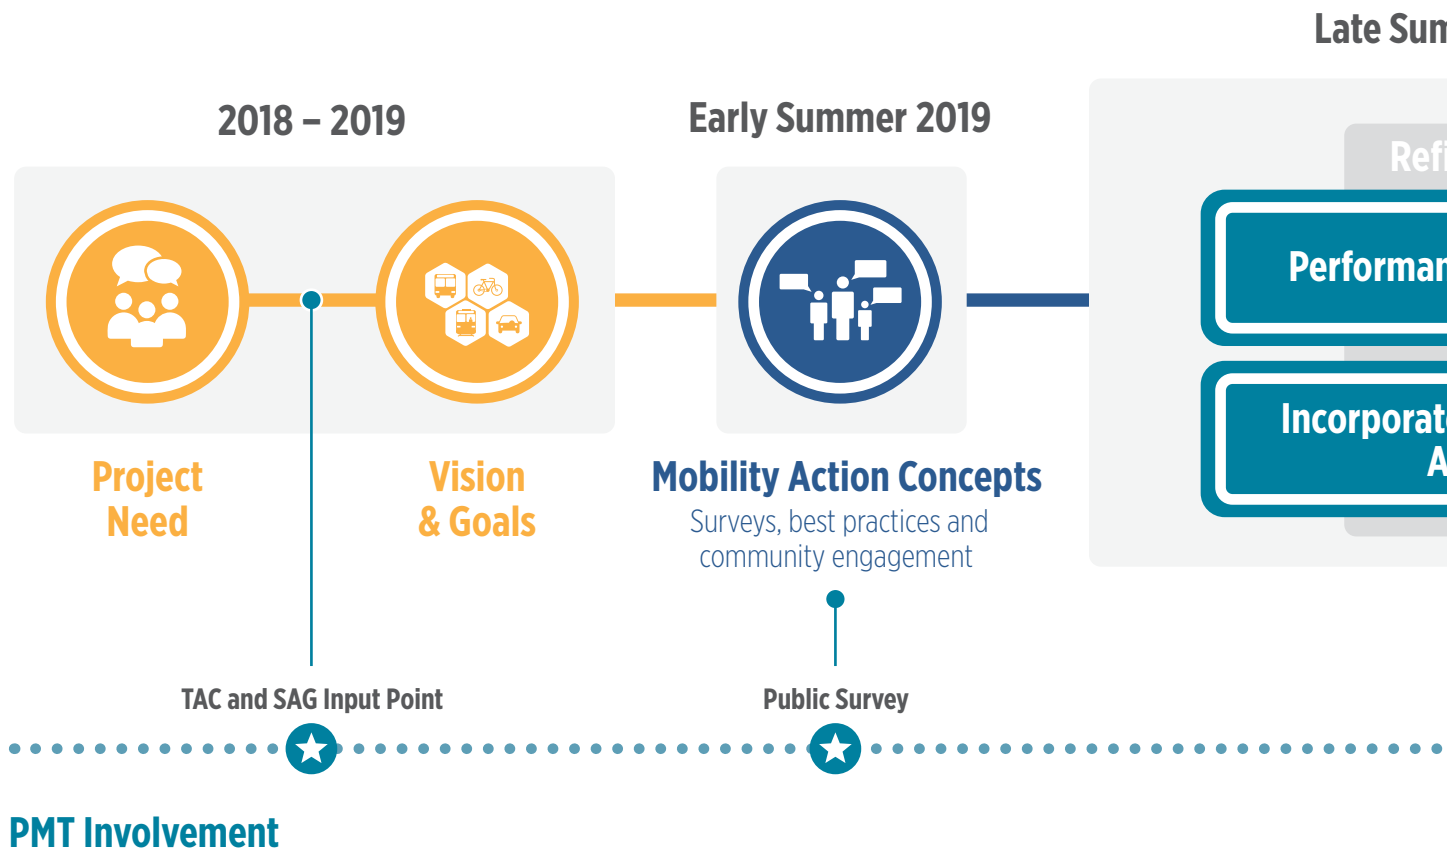 Late Sum
2018 – 2019
Early Summer 2019
Refi
Performan
Incorporate
A
Project
Need
Vision
& Goals
Mobility Action Concepts
Surveys, best practices and
community engagement
TAC and SAG Input Point
Public Survey
PMT Involvement